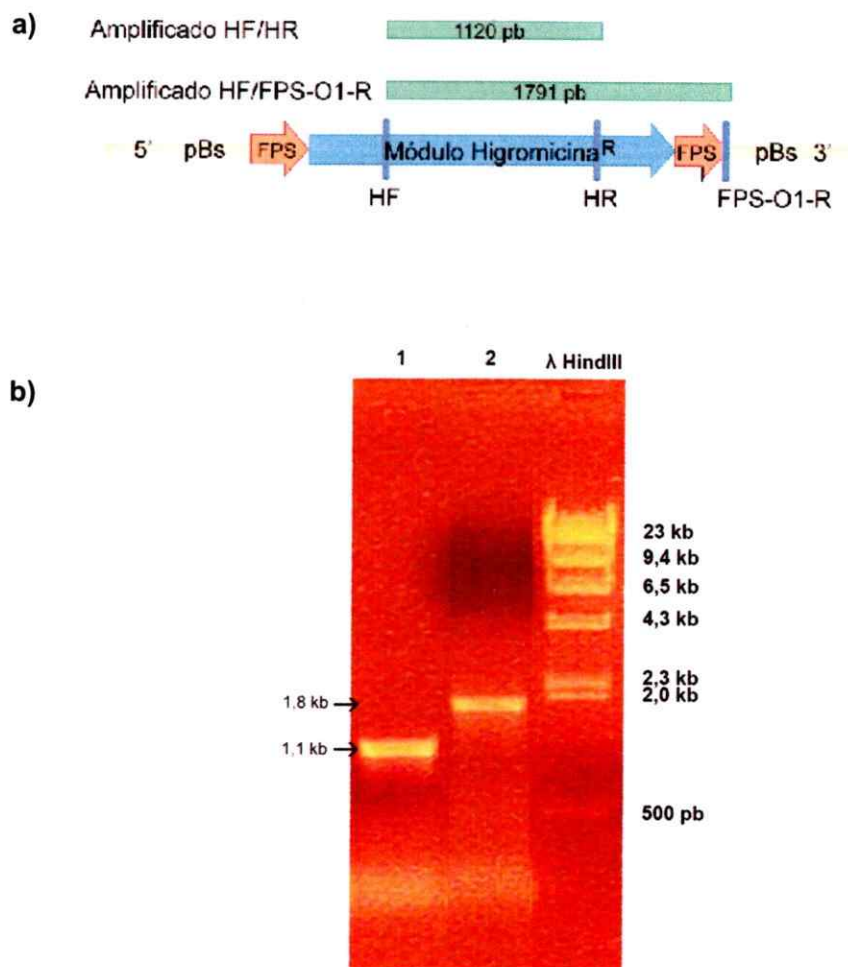 a)
Amplificado HF/HR
1120 pb
Amplificado HF/FPS-O1-R
1791 pb
5' pBs FPS Módulo Higromicina R FPS pBs 3'
HF HR FPS-O1-R
b)
1 2 λ HindIII
23 kb
9,4 kb
6,5 kb
4,3 kb
2,3 kb
2,0 kb
1,8 kb
1,1 kb
500 pb